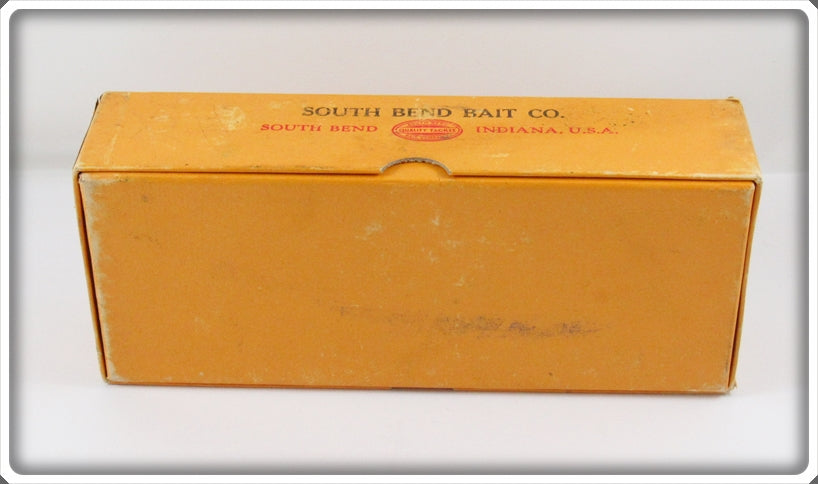 SOUTH BEND BAIT CO.
SOUTH BEND QUALITY TACKLE INDIANA, U.S.A.